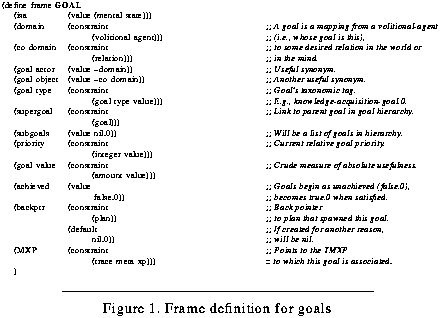 (define frame GOAL
(isa (value (mental state)))
(domain (constraint ;; A goal is a mapping from a volitional-agent
(volitional agent))) ;; (i.e., whose goal is this),
(co domain (constraint ;; to some desired relation in the world or
(relation))) ;; in the mind.
(goal actor (value =domain)) ;; Useful synonym.
(goal object (value =co domain)) ;; Another useful synonym.
(goal type (constraint ;; Goal's taxonomic tag.
(goal type value))) ;; E.g., knowledge-acquisition-goal.0.
(supergoal (constraint ;; Link to parent goal in goal hierarchy.
(goal)))
(subgoals (value nil.0)) ;; Will be a list of goals in hierarchy.
(priority (constraint ;; Current relative goal priority.
(integer value)))
(goal value (constraint ;; Crude measure of absolute usefulness.
(amount value)))
(achieved (value ;; Goals begin as unachieved (false.0),
false.0)) ;; becomes true.0 when satisfied.
(backptr (constraint ;; Back pointer
(plan)) ;; to plan that spawned this goal.
(default ;; If created for another reason,
nil.0)) ;; will be nil.
(MXP (constraint ;; Points to the TMXP
(trace meta xp))) :: to which this goal is associated.
)
Figure 1. Frame definition for goals